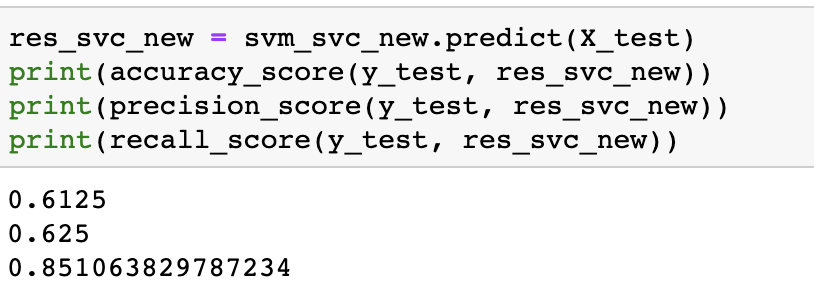 res_svc_new = svm_svc_new.predict(X_test)
print(accuracy_score(y_test, res_svc_new))
print(precision_score(y_test, res_svc_new))
print(recall_score(y_test, res_svc_new))
0.6125
0.625
0.851063829787234